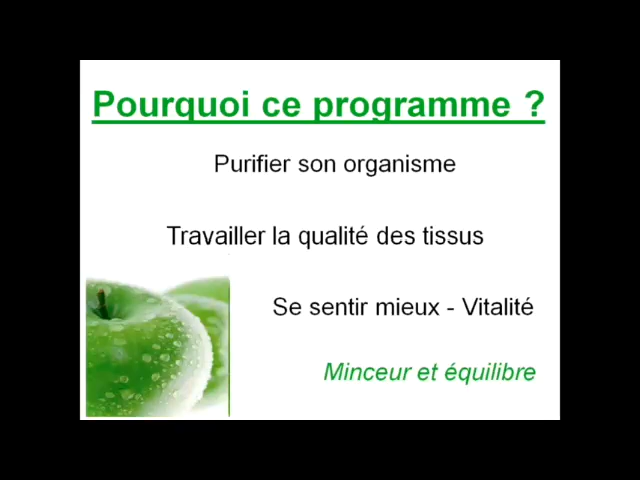 Pourquoi ce programme ?
Purifier son organisme
Travailler la qualité des tissus
Se sentir mieux - Vitalité
Minceur et équilibre